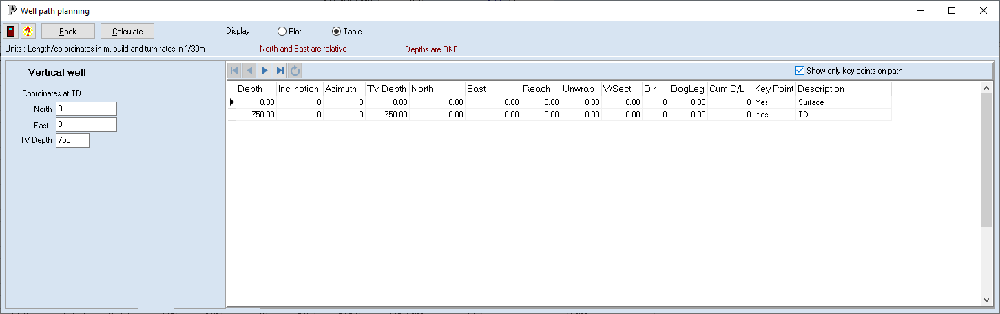 Well path planning
? Back Calculate Display Plot Table
Units : Length/co-ordinates in m, build and turn rates in °/30m North and East are relative Depths are RKB
Vertical well
Coordinates at TD
North 0
East 0
TV Depth 750
Show only key points on path
Depth Inclination Azimuth TV Depth North East Reach Unwrap V/Sect Dir DogLeg Cum D/L Key Point Description
0.00 0 0 0.00 0.00 0.00 0.00 0.00 0.00 0 0.00 0 Yes Surface
750.00 0 0 750.00 0.00 0.00 0.00 0.00 0.00 0 0.00 0 Yes TD